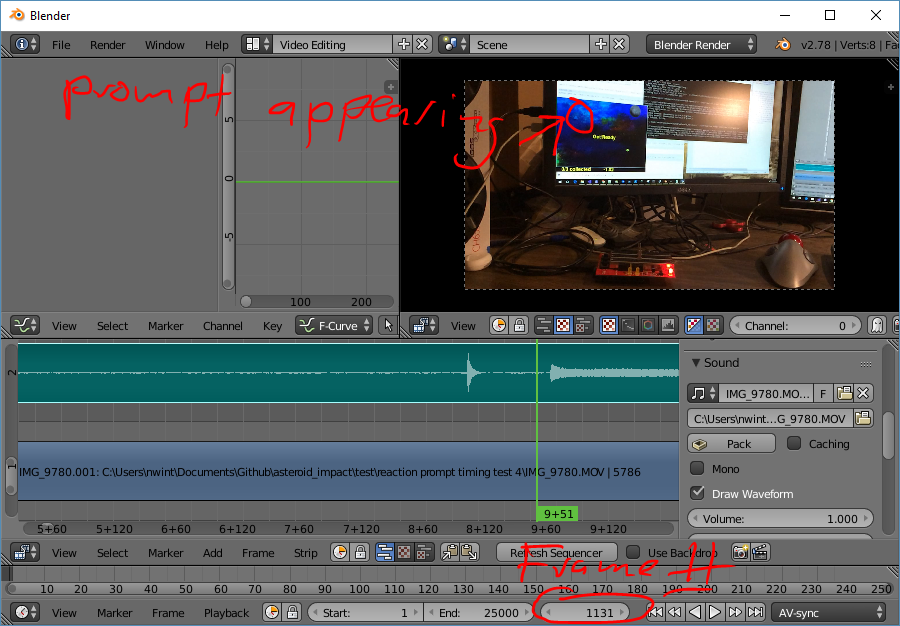 Blender
File Render Window Help Video Editing Scene Blender Render v2.78 | Verts:8 | Fa
prompt appearing
5
0
-5
100 200
Get Ready
3/3 collected
View Select Marker Channel Key F-Curve View Channel: 0
2
Sound
IMG_9780.MO... F
C:\Users\nwint...G_9780.MOV
Pack Caching
Mono
Draw Waveform
Volume: 1.000
1
IMG_9780.001: C:\Users\nwint\Documents\Github\asteroid_impact\test\reaction prompt timing test 4\IMG_9780.MOV | 5786
9+51
5+60 5+120 6+60 6+120 7+60 7+120 8+60 8+120 9+60 9+120
View Select Marker Add Frame Strip Refresh Sequencer Use Backdrop
Frame #
10 20 30 40 50 60 70 80 90 100 110 120 130 140 150 160 170 180 190 200 210 220 230 240 250
View Marker Frame Playback Start: 1 End: 25000 1131 AV-sync